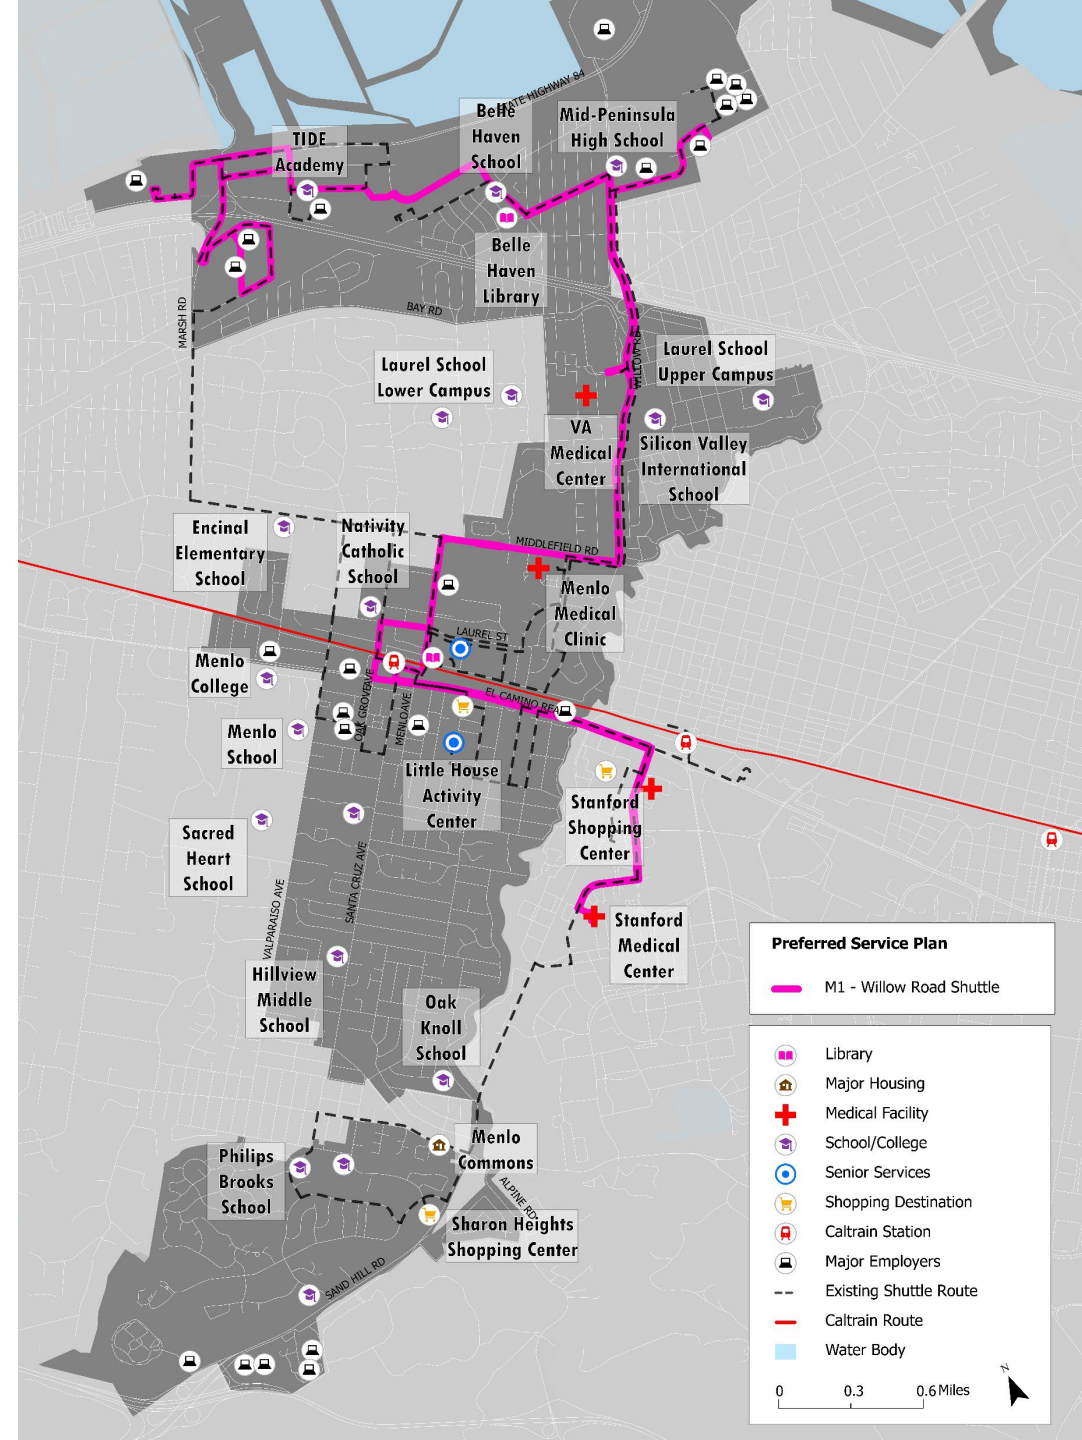 TATE HIGHWAY 84
Belle
Haven
School
Mid-Peninsula
High School
TIDE
Academy
Belle
Haven
Library
MARSH RD
BAY RD
WILLOW RD
Laurel School
Lower Campus
Laurel School
Upper Campus
VA
Medical
Center
Silicon Valley
International
School
Encinal
Elementary
School
Nativity
Catholic
School
MIDDLEFIELD RD
Menlo
Medical
Clinic
LAUREL ST
Menlo
College
OAK GROVE AVE
MENLO AVE
EL CAMINO REA
Menlo
School
Little House
Activity
Center
Stanford
Shopping
Center
Sacred
Heart
School
SANTA CRUZ AVE
VALPARAISO AVE
Stanford
Medical
Center
Hillview
Middle
School
Oak
Knoll
School
Menlo
Commons
Philips
Brooks
School
ALPINE RD
Sharon Heights
Shopping Center
SAND HILL RD
Preferred Service Plan
M1 - Willow Road Shuttle
Library
Major Housing
Medical Facility
School/College
Senior Services
Shopping Destination
Caltrain Station
Major Employers
Existing Shuttle Route
Caltrain Route
Water Body
N
0 0.3 0.6 Miles